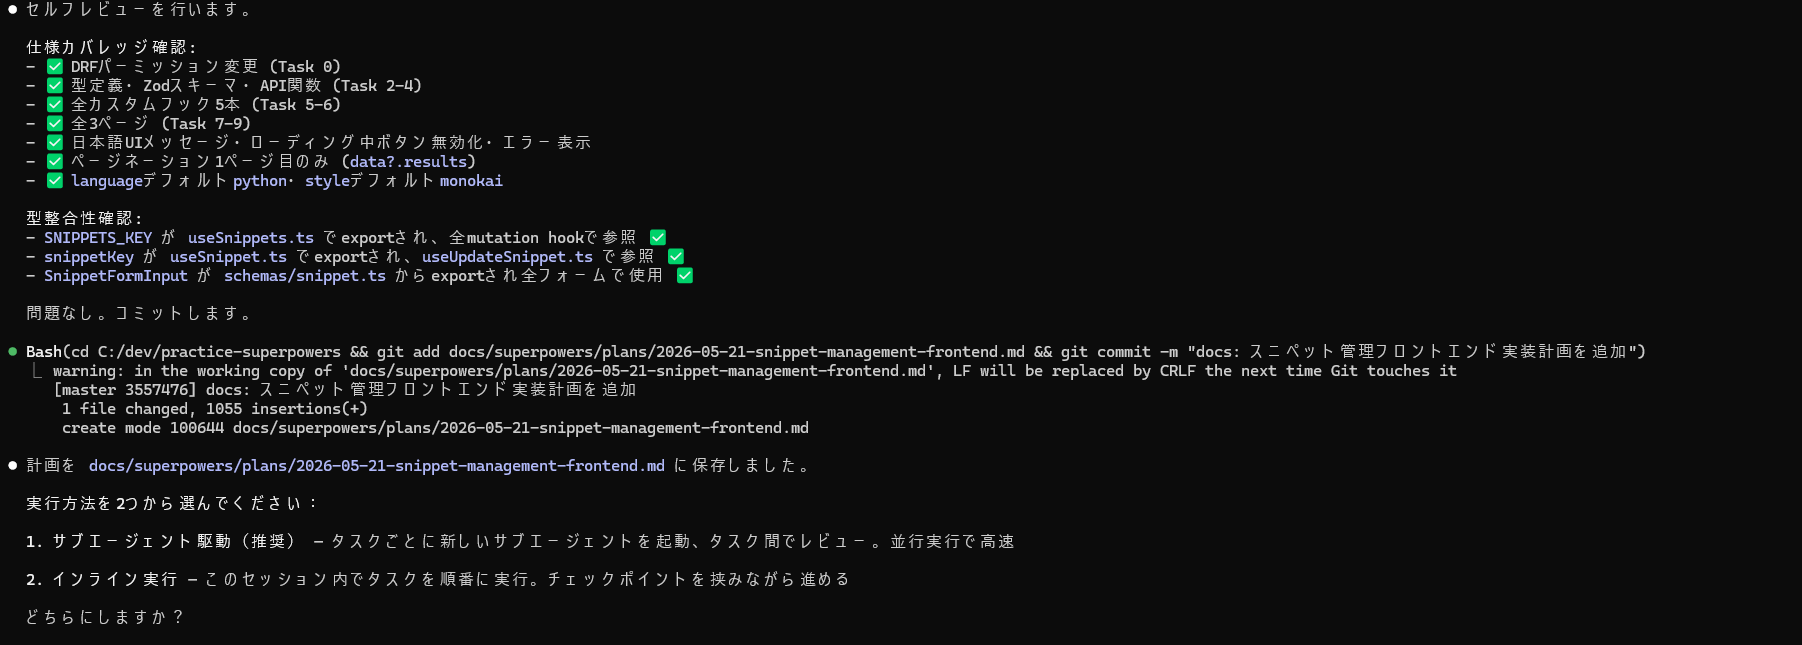 ● セルフレビューを行います。
仕様カバレッジ確認:
- ✅ DRFパーミッション変更 (Task 0)
- ✅ 型定義・Zodスキーマ・API関数 (Task 2-4)
- ✅ 全カスタムフック5本 (Task 5-6)
- ✅ 全3ページ (Task 7-9)
- ✅ 日本語UIメッセージ・ローディング中ボタン無効化・エラー表示
- ✅ ページネーション1ページ目のみ (data?.results)
- ✅ languageデフォルトpython・styleデフォルトmonokai
型整合性確認:
- SNIPPETS_KEY が useSnippets.ts でexportされ、全mutation hookで参照 ✅
- snippetKey が useSnippet.ts でexportされ、useUpdateSnippet.ts で参照 ✅
- SnippetFormInput が schemas/snippet.ts からexportされ全フォームで使用 ✅
問題なし。コミットします。
● Bash(cd C:/dev/practice-superpowers && git add docs/superpowers/plans/2026-05-21-snippet-management-frontend.md && git commit -m "docs: スニペット管理フロントエンド実装計画を追加")
⎿ warning: in the working copy of 'docs/superpowers/plans/2026-05-21-snippet-management-frontend.md', LF will be replaced by CRLF the next time Git touches it
[master 3557476] docs: スニペット管理フロントエンド実装計画を追加
1 file changed, 1055 insertions(+)
create mode 100644 docs/superpowers/plans/2026-05-21-snippet-management-frontend.md
● 計画を docs/superpowers/plans/2026-05-21-snippet-management-frontend.md に保存しました。
実行方法を2つから選んでください：
1. サブエージェント駆動（推奨） - タスクごとに新しいサブエージェントを起動、タスク間でレビュー。並行実行で高速
2. インライン実行 - このセッション内でタスクを順番に実行。チェックポイントを挟みながら進める
どちらにしますか？